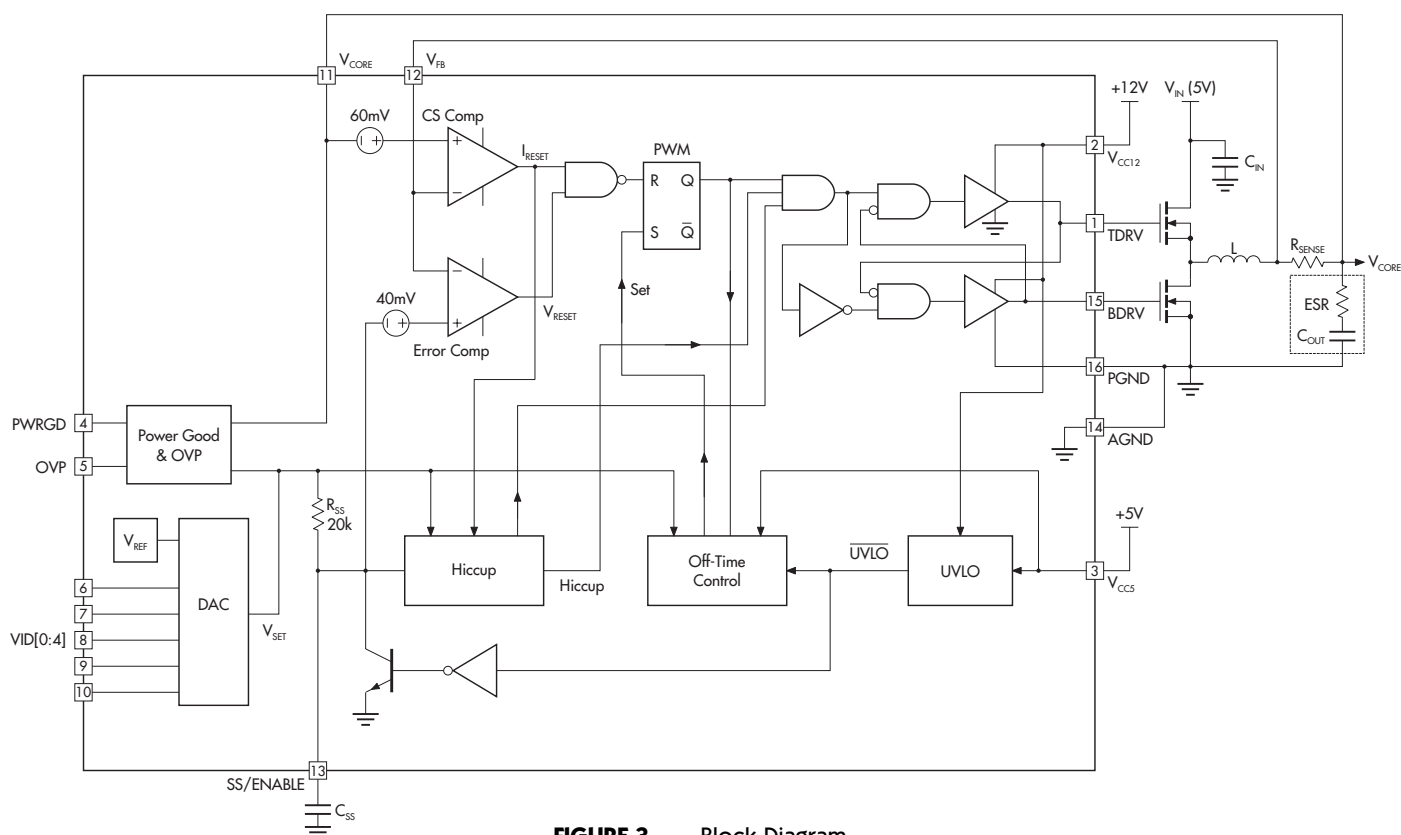 11
V_CORE
12
V_FB
+12V
V_IN (5V)
60mV
CS Comp
I_RESET
PWM
2
V_CC12
C_IN
R
Q
S
Q̅
1
TDRV
L
R_SENSE
V_CORE
Set
40mV
V_RESET
Error Comp
15
BDRV
ESR
C_OUT
16
PGND
PWRGD
4
Power Good
& OVP
OVP
5
14
AGND
R_SS
20k
V_REF
+5V
Hiccup
Hiccup
Off-Time
Control
U̅V̅L̅O̅
UVLO
3
V_CC5
6
7
VID[0:4]
8
9
10
DAC
V_SET
13
SS/ENABLE
C_SS
FIGURE 3. Block Diagram